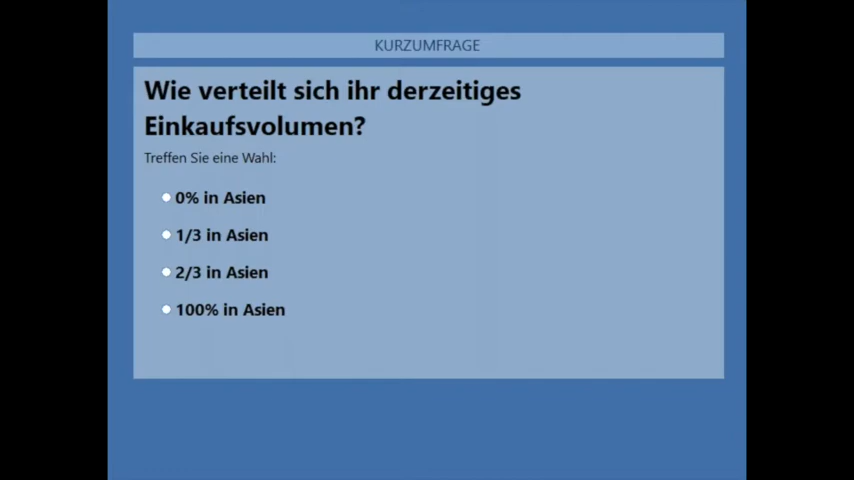 KURZUMFRAGE
Wie verteilt sich ihr derzeitiges
Einkaufsvolumen?
Treffen Sie eine Wahl:
0% in Asien
1/3 in Asien
2/3 in Asien
100% in Asien